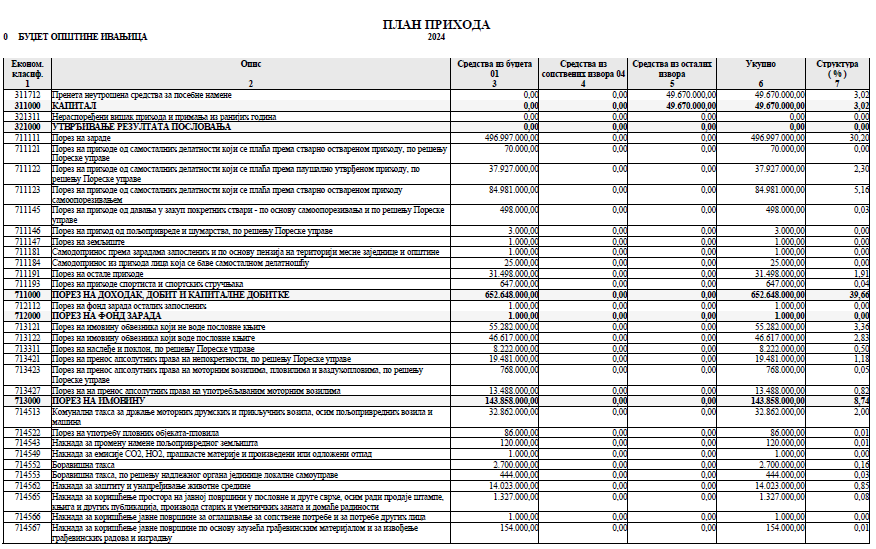 ПЛАН ПРИХОДА
0 БУЏЕТ ОПШТИНЕ ИВАЊИЦА 2024
Економ. класиф. Опис Средства из буџета 01 Средства из сопствених извора 04 Средства из осталих извора Укупно Структура ( % )
1 2 3 4 5 6 7
311712 Пренета неутрошена средства за посебне намене 0,00 0,00 49.670.000,00 49.670.000,00 3,02
311000 КАПИТАЛ 0,00 0,00 49.670.000,00 49.670.000,00 3,02
321311 Нераспоређени вишак прихода и примања из ранијих година 0,00 0,00 0,00 0,00 0,00
321000 УТВРЂИВАЊЕ РЕЗУЛТАТА ПОСЛОВАЊА 0,00 0,00 0,00 0,00 0,00
711111 Порез на зараде 496.997.000,00 0,00 0,00 496.997.000,00 30,20
711121 Порез на приходе од самосталних делатности који се плаћа према стварно оствареном приходу, по решењу 70.000,00 0,00 0,00 70.000,00 0,00
Пореске управе
711122 Порез на приходе од самосталних делатности који се плаћа према паушално утврђеном приходу, по 37.927.000,00 0,00 0,00 37.927.000,00 2,30
решењу Пореске управе
711123 Порез на приходе од самосталних делатности који се плаћа према стварно оствареном приходу 84.981.000,00 0,00 0,00 84.981.000,00 5,16
самоопорезивањем
711145 Порез на приходе од давања у закуп покретних ствари - по основу самоопорезивања и по решењу Пореске 498.000,00 0,00 0,00 498.000,00 0,03
управе
711146 Порез на приход од пољопривреде и шумарства, по решењу Пореске управе 3.000,00 0,00 0,00 3.000,00 0,00
711147 Порез на земљиште 1.000,00 0,00 0,00 1.000,00 0,00
711181 Самодопринос према зарадама запослених и по основу пензија на територији месне заједнице и општине 1.000,00 0,00 0,00 1.000,00 0,00
711184 Самодопринос из прихода лица која се баве самосталном делатношћу 25.000,00 0,00 0,00 25.000,00 0,00
711191 Порез на остале приходе 31.498.000,00 0,00 0,00 31.498.000,00 1,91
711193 Порез на приходе спортиста и спортских стручњака 647.000,00 0,00 0,00 647.000,00 0,04
711000 ПОРЕЗ НА ДОХОДАК, ДОБИТ И КАПИТАЛНЕ ДОБИТКЕ 652.648.000,00 0,00 0,00 652.648.000,00 39,66
712112 Порез на фонд зарада осталих запослених 1.000,00 0,00 0,00 1.000,00 0,00
712000 ПОРЕЗ НА ФОНД ЗАРАДА 1.000,00 0,00 0,00 1.000,00 0,00
713121 Порез на имовину обвезника који не воде пословне књиге 55.282.000,00 0,00 0,00 55.282.000,00 3,36
713122 Порез на имовину обвезника који воде пословне књиге 46.617.000,00 0,00 0,00 46.617.000,00 2,83
713311 Порез на наслеђе и поклон, по решењу Пореске управе 8.222.000,00 0,00 0,00 8.222.000,00 0,50
713421 Порез на пренос апсолутних права на непокретности, по решењу Пореске управе 19.481.000,00 0,00 0,00 19.481.000,00 1,18
713423 Порез на пренос апсолутних права на моторним возилима, пловилима и ваздухопловима, по решењу 768.000,00 0,00 0,00 768.000,00 0,05
Пореске управе
713427 Порез на на пренос апсолутних права на употребљаваним моторним возилима 13.488.000,00 0,00 0,00 13.488.000,00 0,82
713000 ПОРЕЗ НА ИМОВИНУ 143.858.000,00 0,00 0,00 143.858.000,00 8,74
714513 Комунална такса за држање моторних друмских и прикључних возила, осим пољопривредних возила и 32.862.000,00 0,00 0,00 32.862.000,00 2,00
машина
714522 Порез на употребу пловних објеката-пловила 86.000,00 0,00 0,00 86.000,00 0,01
714543 Накнада за промену намене пољопривредног земљишта 120.000,00 0,00 0,00 120.000,00 0,01
714549 Накнада за емисије СО2, НО2, прашкасте материје и произведени или одложени отпад 1.000,00 0,00 0,00 1.000,00 0,00
714552 Боравишна такса 2.700.000,00 0,00 0,00 2.700.000,00 0,16
714553 Боравишна такса, по решењу надлежног органа јединице локалне самоуправе 444.000,00 0,00 0,00 444.000,00 0,03
714562 Накнада за заштиту и унапређивање животне средине 14.023.000,00 0,00 0,00 14.023.000,00 0,85
714565 Накнада за коришћење простора на јавној површини у пословне и друге сврхе, осим ради продаје штампе, 1.327.000,00 0,00 0,00 1.327.000,00 0,08
књига и других публикација, производа старих и уметничких заната и домаће радиности
714566 Накнада за коришћење јавне површине за оглашавање за сопствене потребе и за потребе других лица 1.000,00 0,00 0,00 1.000,00 0,00
714567 Накнада за коришћење јавне површине по основу заузећа грађевинским материјалом и за извођење 154.000,00 0,00 0,00 154.000,00 0,01
грађевинских радова и изградњу